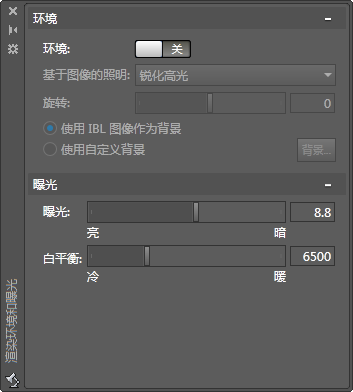 环境
环境: 关
基于图像的照明: 锐化高光
旋转: 0
使用 IBL 图像作为背景
使用自定义背景 背景...
曝光
曝光: 8.8
亮 暗
白平衡: 6500
冷 暖
渲染环境和曝光